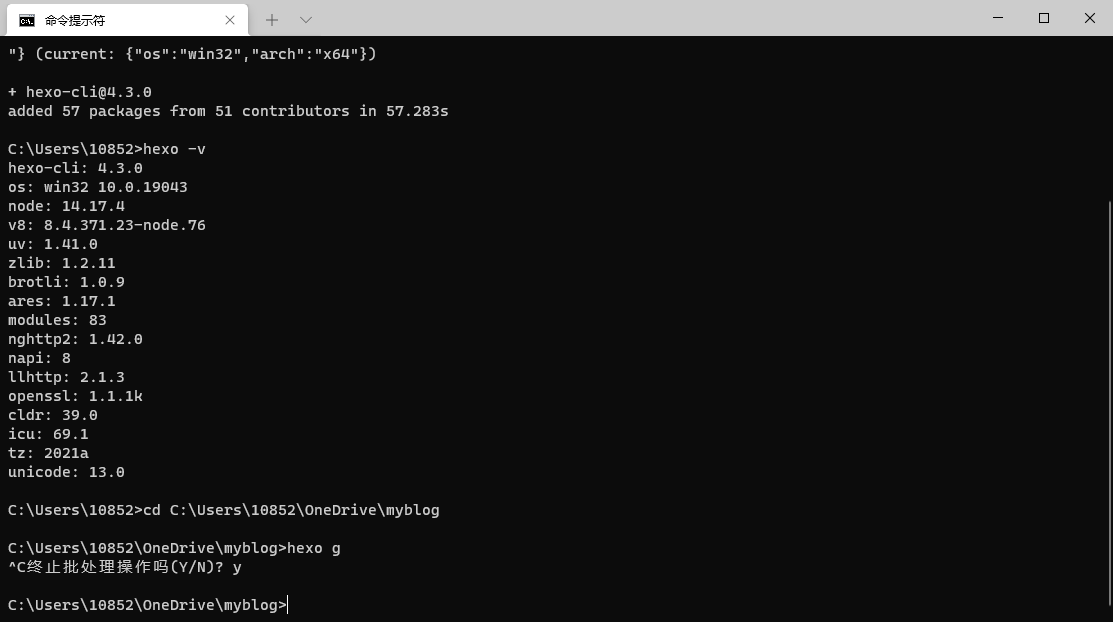 命令提示符
"} (current: {"os":"win32","arch":"x64"})
+ hexo-cli@4.3.0
added 57 packages from 51 contributors in 57.283s
C:\Users\10852>hexo -v
hexo-cli: 4.3.0
os: win32 10.0.19043
node: 14.17.4
v8: 8.4.371.23-node.76
uv: 1.41.0
zlib: 1.2.11
brotli: 1.0.9
ares: 1.17.1
modules: 83
nghttp2: 1.42.0
napi: 8
llhttp: 2.1.3
openssl: 1.1.1k
cldr: 39.0
icu: 69.1
tz: 2021a
unicode: 13.0
C:\Users\10852>cd C:\Users\10852\OneDrive\myblog
C:\Users\10852\OneDrive\myblog>hexo g
^C终止批处理操作吗(Y/N)? y
C:\Users\10852\OneDrive\myblog>